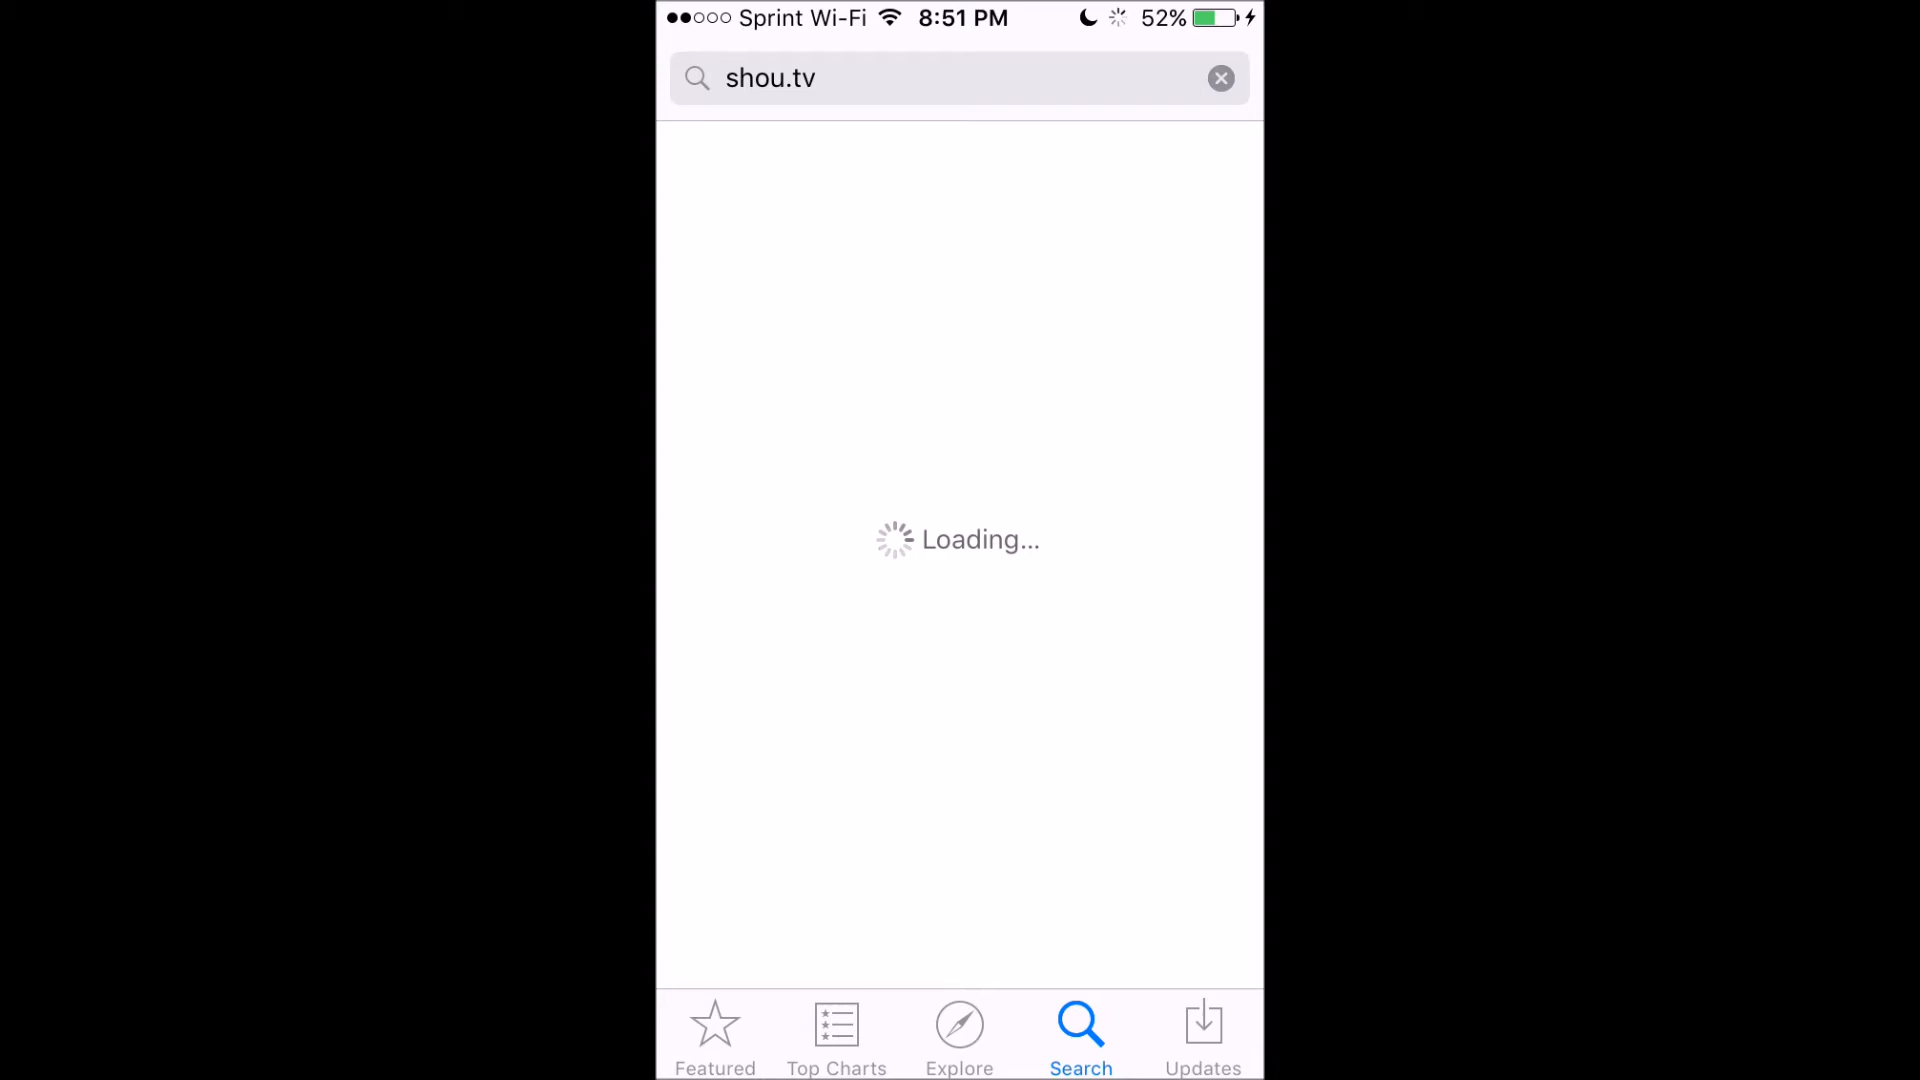 Sprint Wi-Fi 8:51 PM 52%
shou.tv
Loading...
Featured Top Charts Explore Search Updates